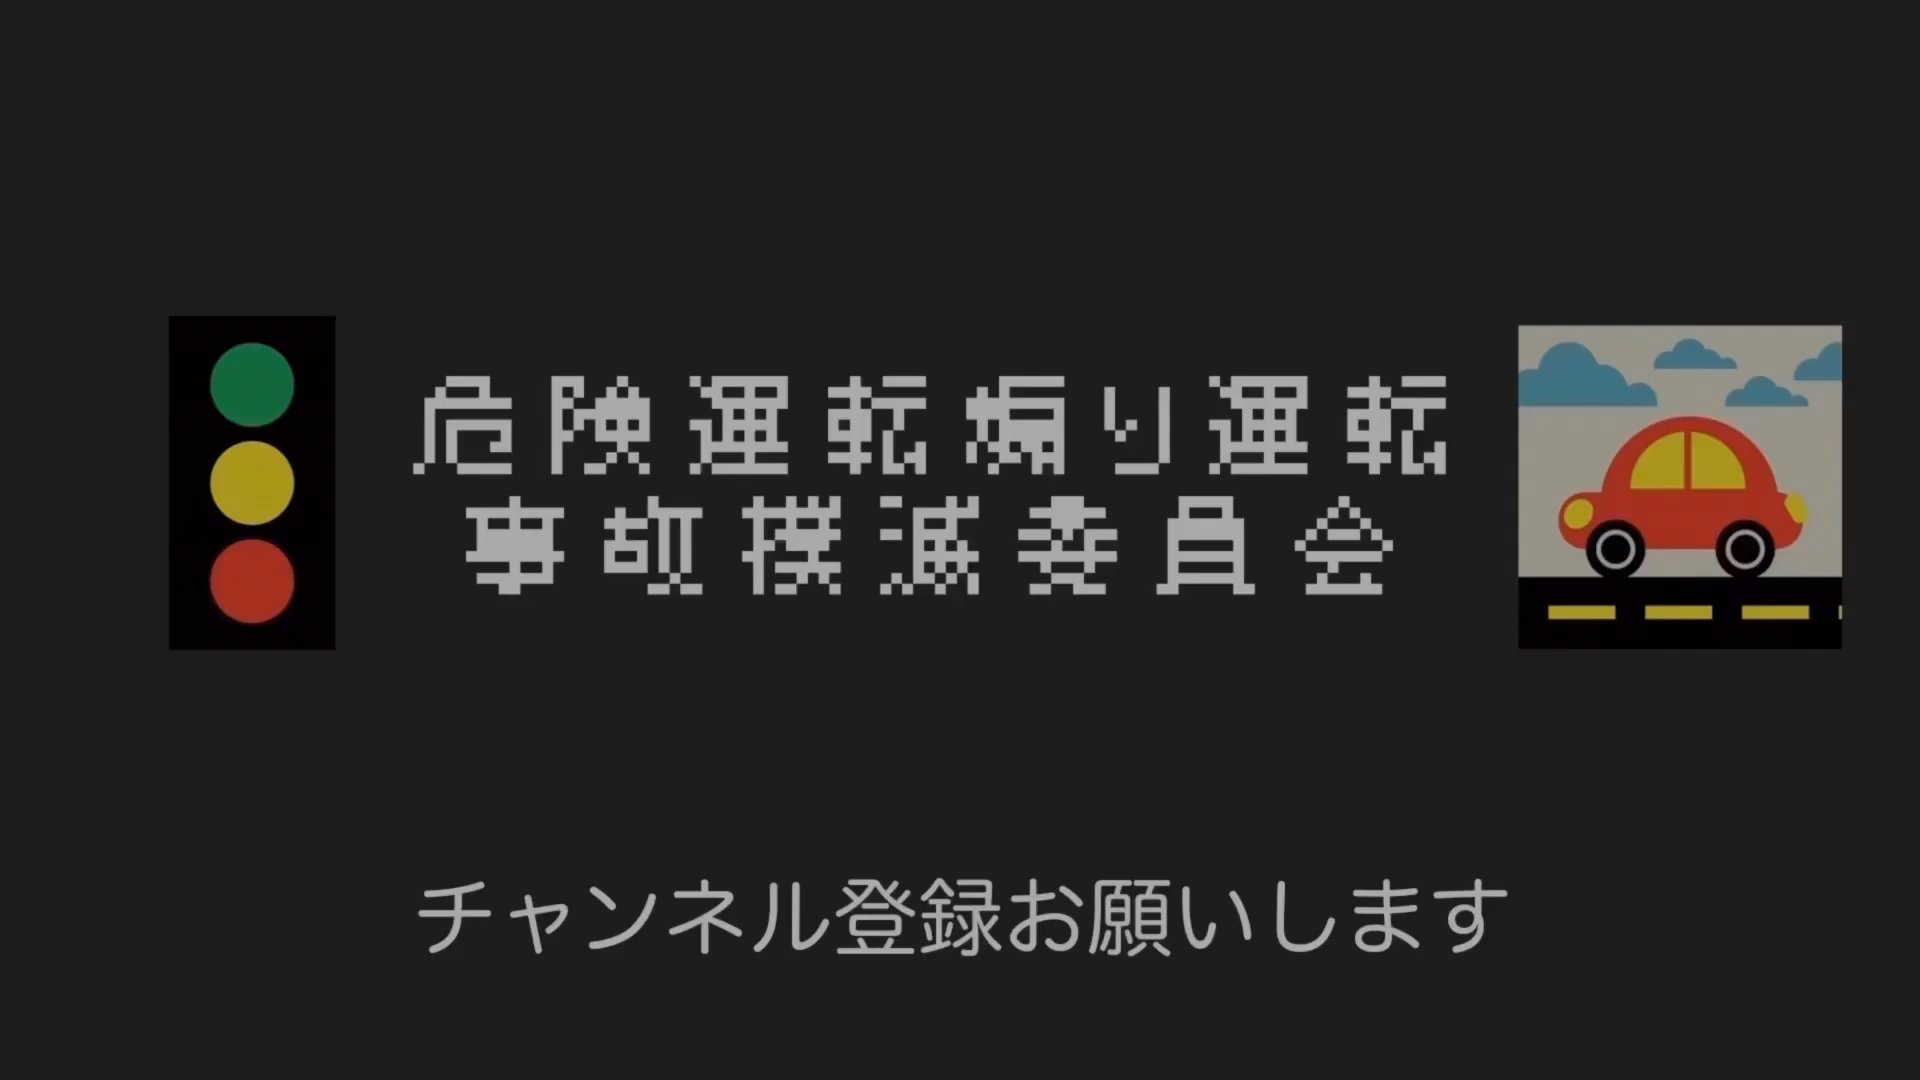 危険運転煽り運転
事故撲滅委員会
チャンネル登録お願いします